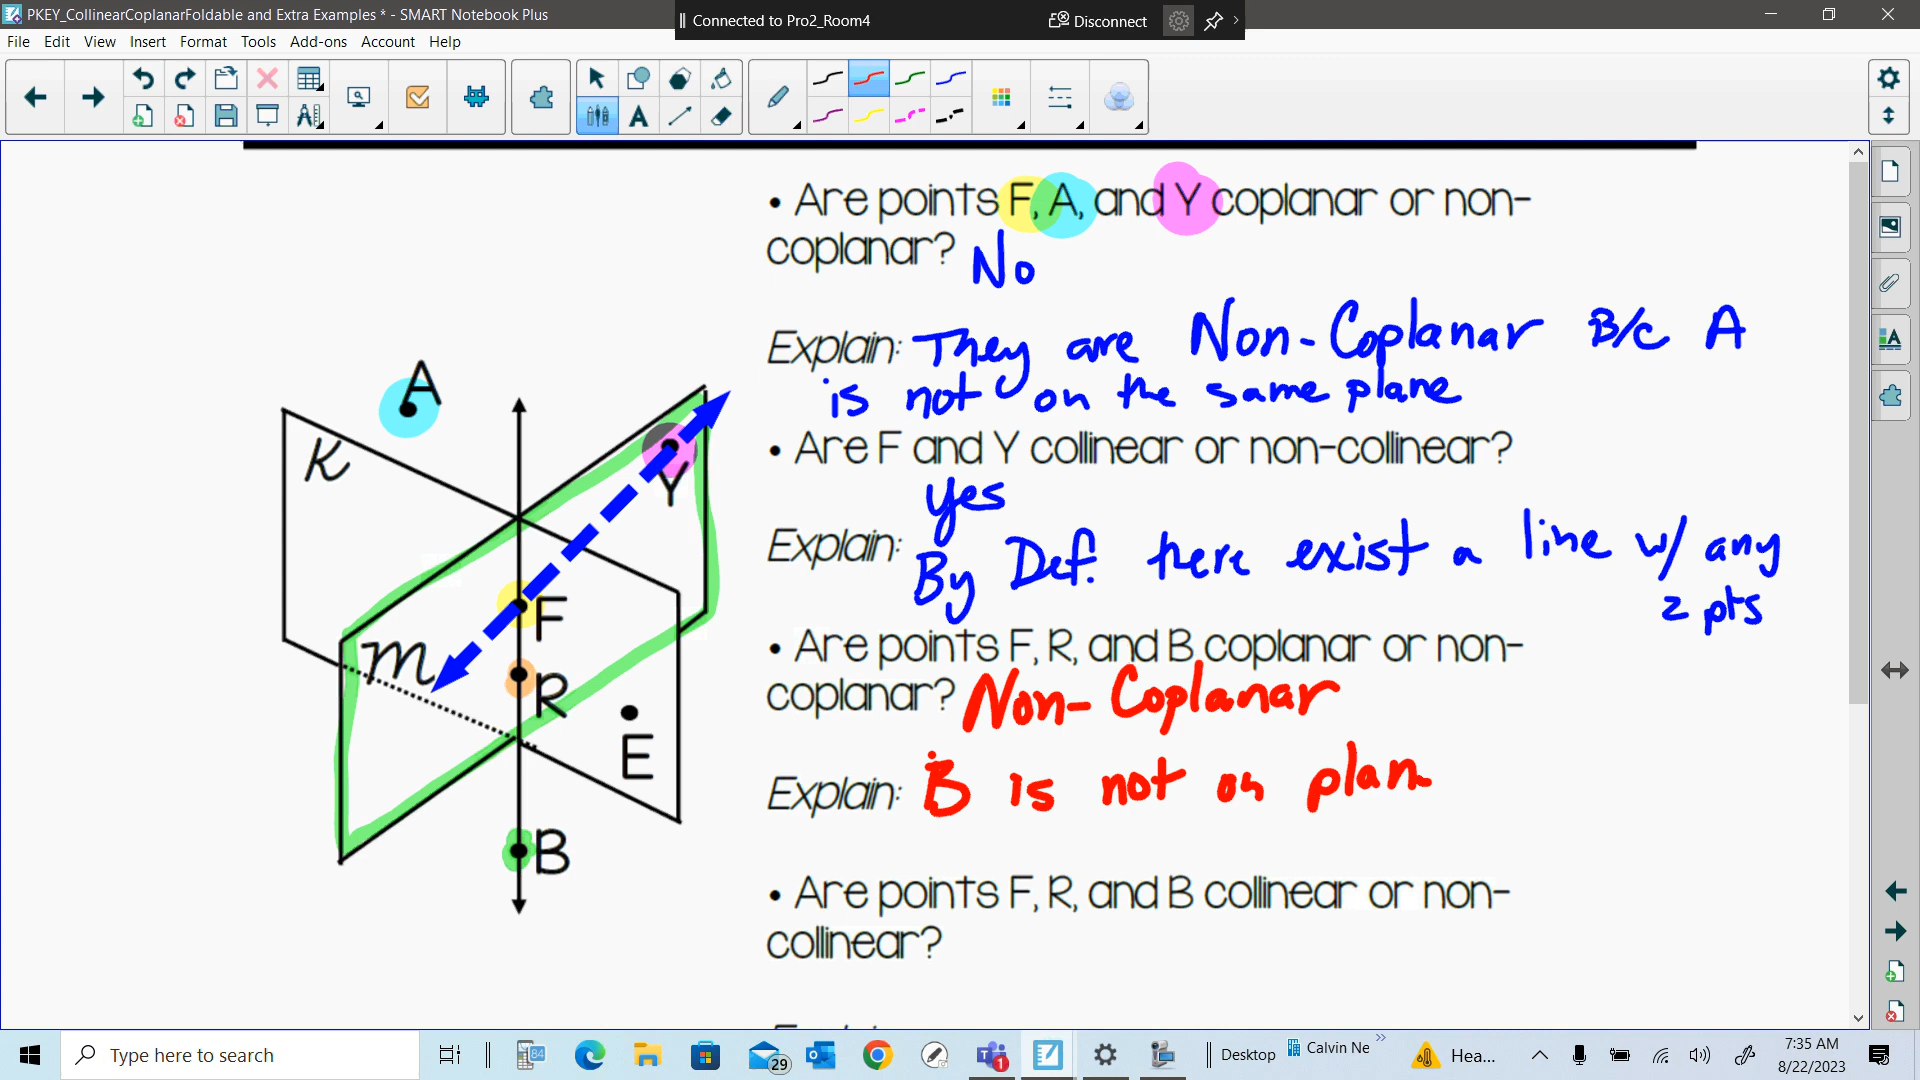 PKEY_CollinearCoplanarFoldable and Extra Examples * - SMART Notebook Plus
Connected to Pro2_Room4
Disconnect
File Edit View Insert Format Tools Add-ons Account Help
• Are points F, A, and Y coplanar or non-
coplanar? No
Explain: They are Non-Coplanar B/c A
is not on the same plane
• Are F and Y collinear or non-collinear?
yes
Explain: By Def. there exist a line w/ any
2 pts
• Are points F, R, and B coplanar or non-
coplanar? Non-Coplanar
Explain: B is not on plan
• Are points F, R, and B collinear or non-
collinear?
A
K
Y
F
m
R
E
B
Type here to search
84
29
1
Desktop
Calvin Ne
Hea...
7:35 AM
8/22/2023